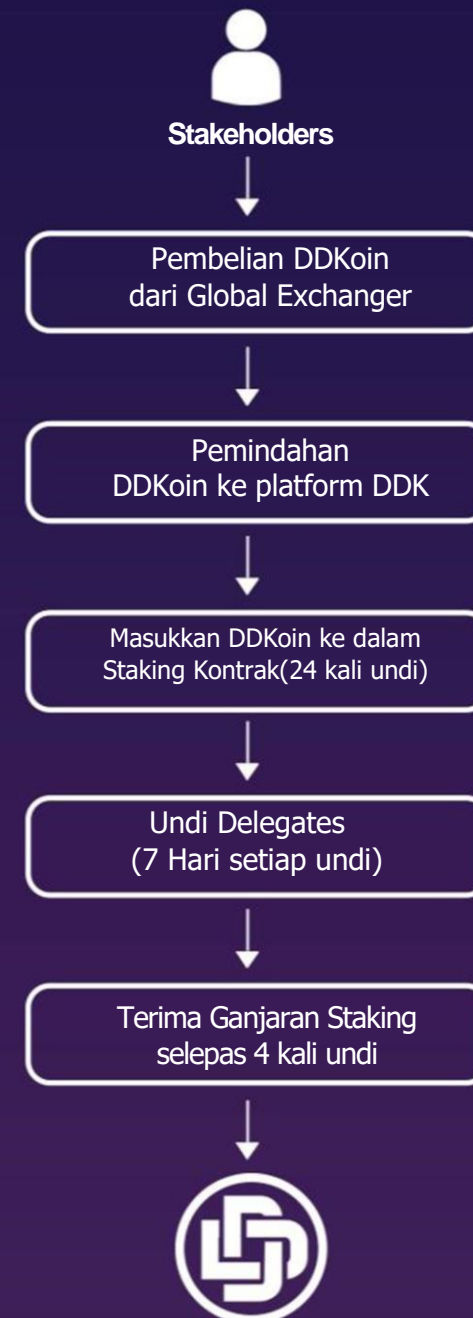 Stakeholders
Pembelian DDKoin
dari Global Exchanger
Pemindahan
DDKoin ke platform DDK
Masukkan DDKoin ke dalam
Staking Kontrak(24 kali undi)
Undi Delegates
(7 Hari setiap undi)
Terima Ganjaran Staking
selepas 4 kali undi